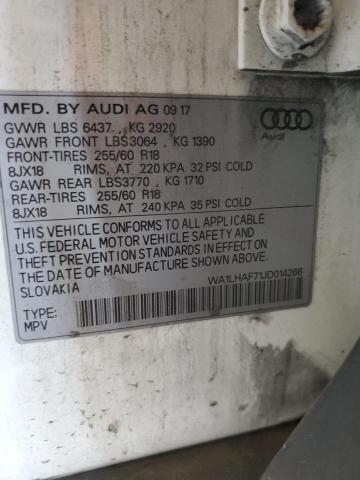 MFD. BY AUDI AG 09 17
GVWR LBS 6437 , KG 2920
GAWR FRONT LBS3064 , KG 1390
FRONT-TIRES 255/60 R18
8JX18 RIMS, AT 220 KPA 32 PSI COLD
GAWR REAR LBS3770 , KG 1710
REAR-TIRES 255/60 R18
8JX18 RIMS, AT 240 KPA 35 PSI COLD
Audi
THIS VEHICLE CONFORMS TO ALL APPLICABLE
U.S. FEDERAL MOTOR VEHICLE SAFETY AND
THEFT PREVENTION STANDARDS IN EFFECT ON
THE DATE OF MANUFACTURE SHOWN ABOVE
SLOVAKIA
WA1LHAF71JD014266
TYPE:
MPV